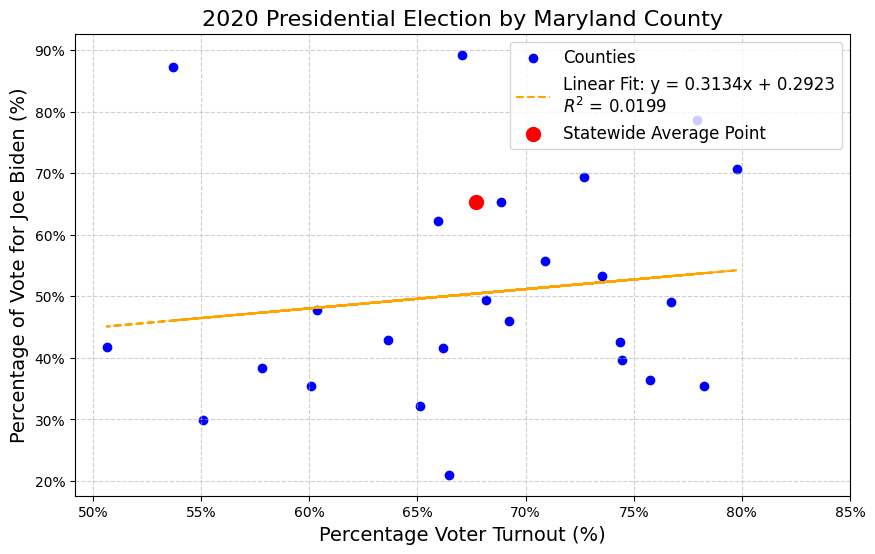 2020 Presidential Election by Maryland County
Percentage of Vote for Joe Biden (%)
90%
80%
70%
60%
50%
40%
30%
20%
Counties
Linear Fit: y = 0.3134x + 0.2923
R² = 0.0199
Statewide Average Point
50%
55%
60%
65%
70%
75%
80%
85%
Percentage Voter Turnout (%)